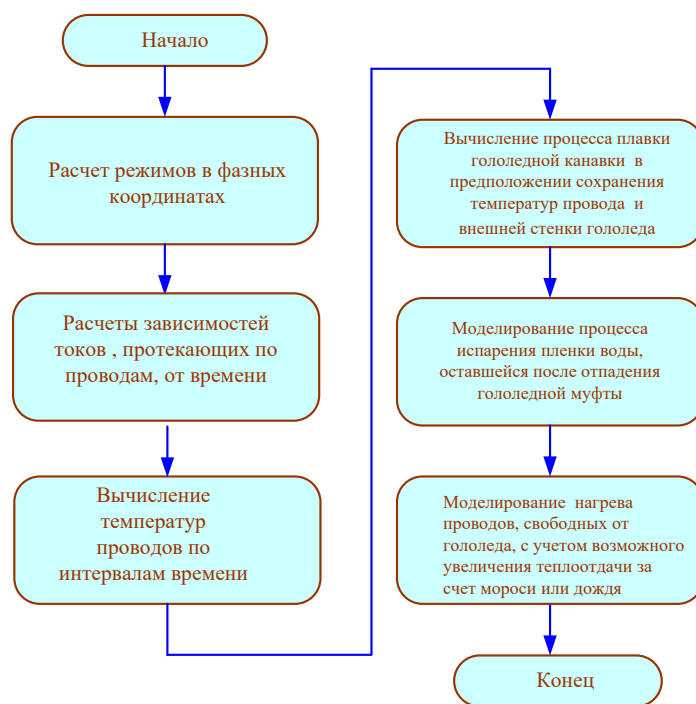 Начало
Расчет режимов в фазных
координатах
Расчеты зависимостей
токов , протекающих по
проводам, от времени
Вычисление
температур
проводов по
интервалам времени
Вычисление процесса плавки
гололедной канавки в
предположении сохранения
температур провода и
внешней стенки гололеда
Моделирование процесса
испарения пленки воды,
оставшейся после отпадения
гололедной муфты
Моделирование нагрева
проводов, свободных от
гололеда, с учетом возможного
увеличения теплоотдачи за
счет мороси или дождя
Конец